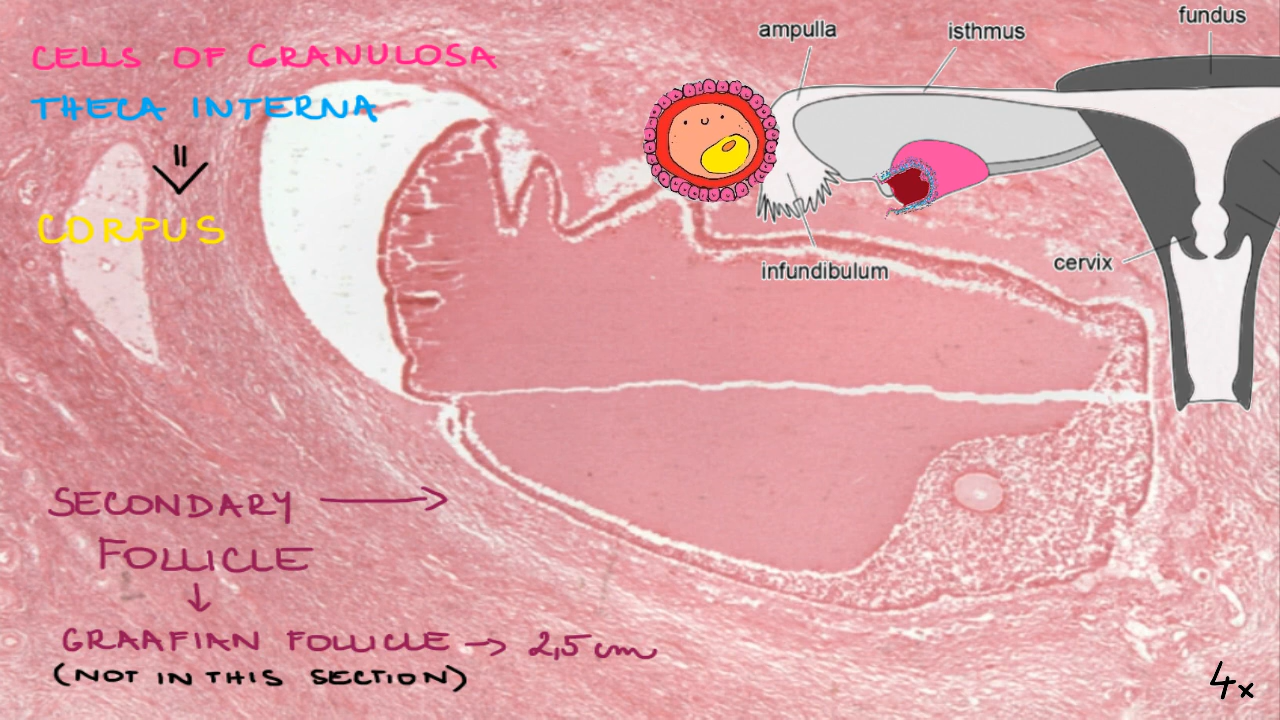 CELLS OF GRANULOSA
THECA INTERNA
CORPUS
ampulla
isthmus
fundus
infundibulum
cervix
SECONDARY
FOLLICLE
GRAAFIAN FOLLICLE → 2,5 cm
(NOT IN THIS SECTION)
4x